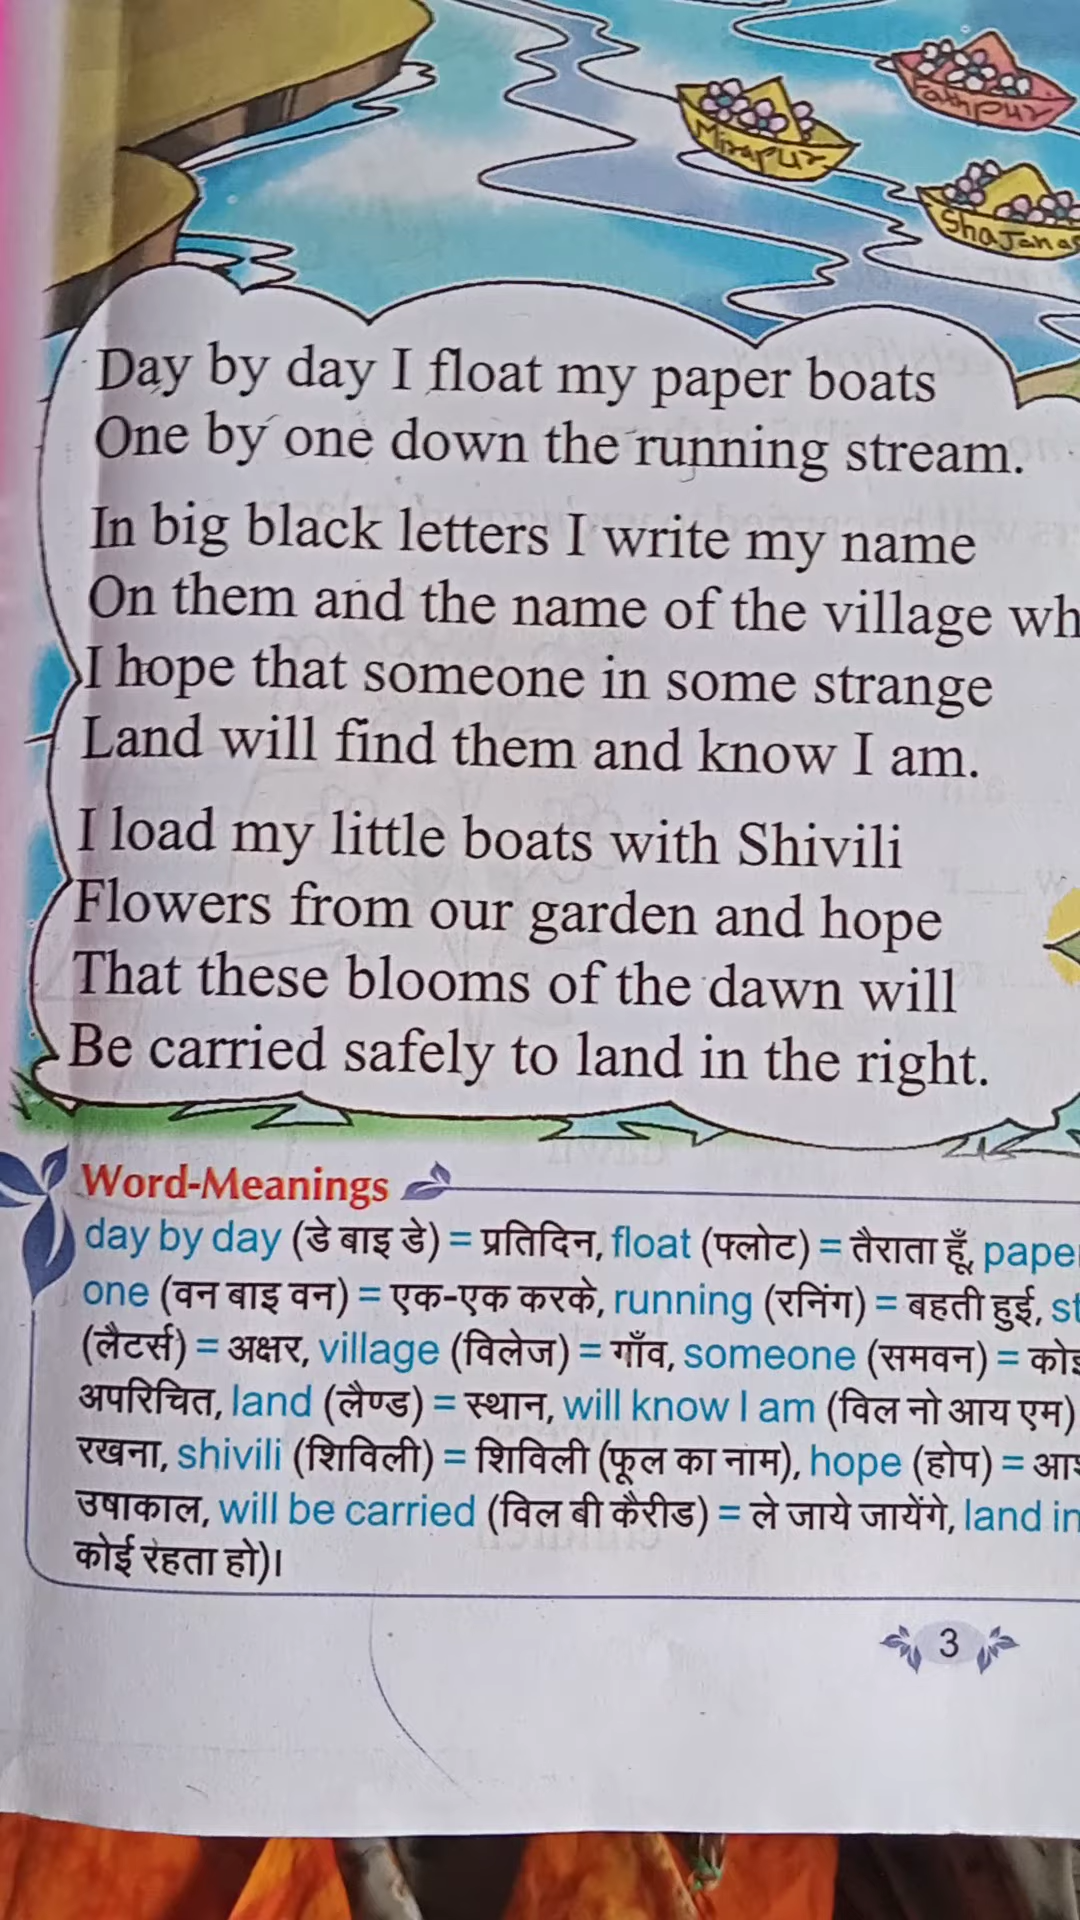 Fathpur
Mirapur
Day by day I float my paper boats
One by one down the running stream.
In big black letters I write my name
On them and the name of the village
I hope that someone in some strange
Land will find them and know I am.
I load my little boats with Shivili
Flowers from our garden and hope
That these blooms of the dawn will
Be carried safely to land in the right.
Word-Meanings
day by day (डे बाइ डे) = प्रतिदिन, float (फ्लोट) = तैराता हूँ,
one (वन बाइ वन) = एक-एक करके, running (रनिंग) = बहती हुई,
(लैटर्स) = अक्षर, village (विलेज) = गाँव, someone (समवन) =
अपरिचित, land (लैण्ड) = स्थान, will know I am (विल नो आय एम)
रखना, shivili (शिविली) = शिविली (फूल का नाम), hope (होप) =
उषाकाल, will be carried (विल बी कैरीड) = ले जाये जायेंगे, land in
कोई रहता हो)।
3